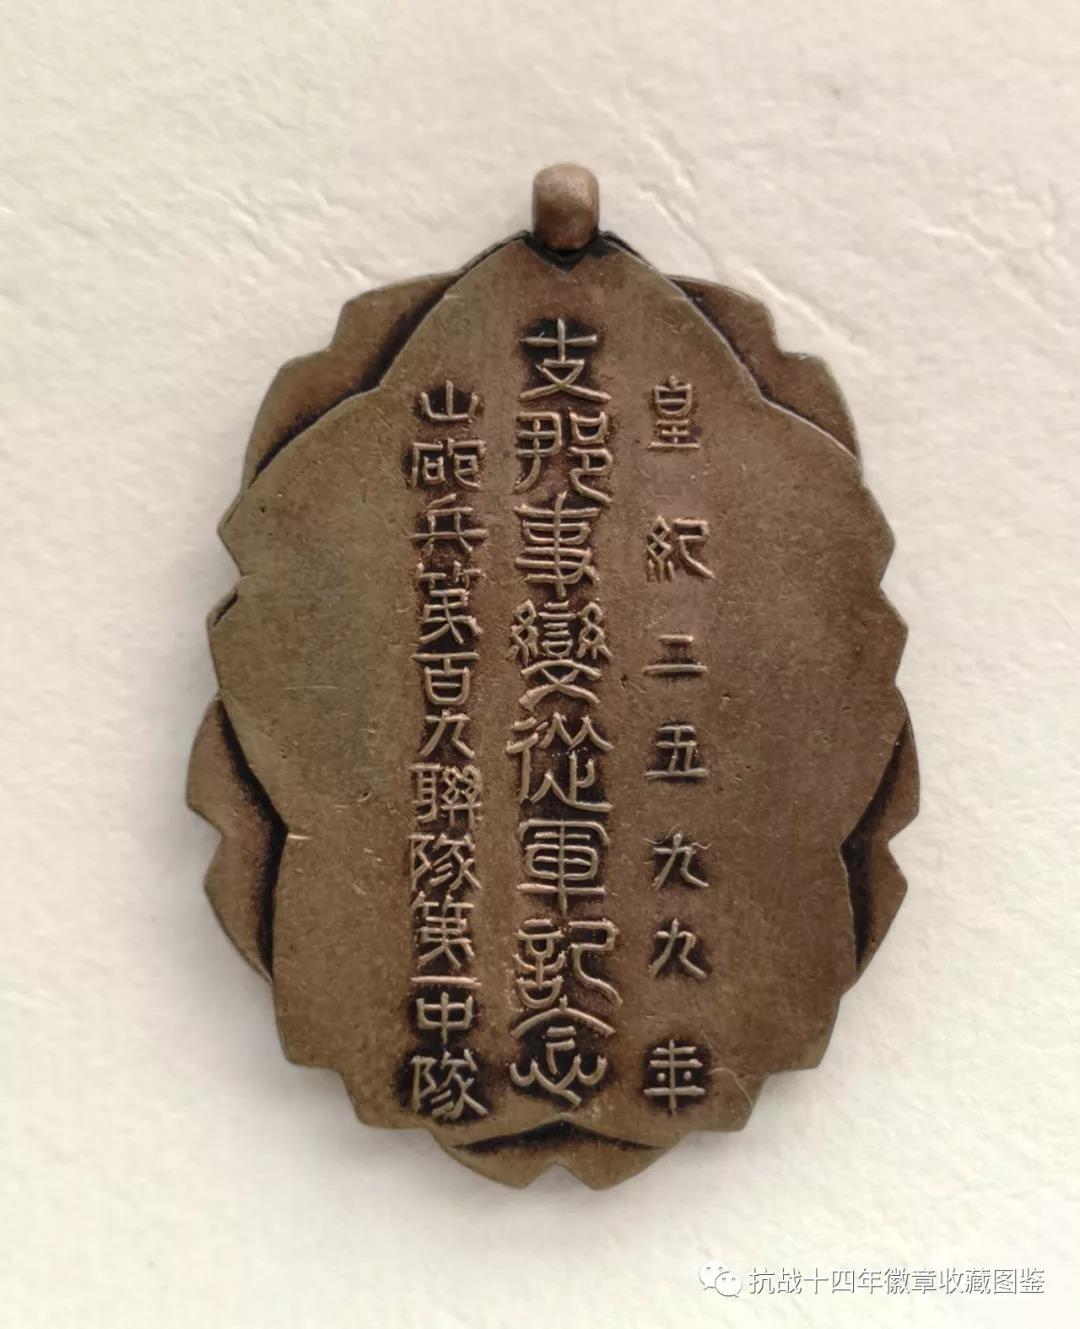 皇紀二五九九年
支那事變從軍記念
山砲兵第百九聯隊第一中隊
抗战十四年徽章收藏图鉴